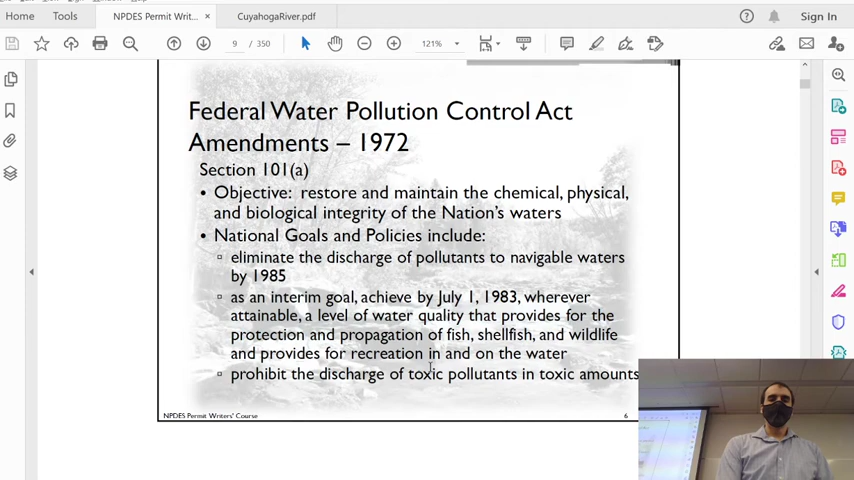 Home
Tools
NPDES Permit Writ... ×
CuyahogaRiver.pdf
Sign In
9 / 350
121%
Federal Water Pollution Control Act
Amendments – 1972
Section 101(a)
• Objective: restore and maintain the chemical, physical,
and biological integrity of the Nation's waters
• National Goals and Policies include:
▫ eliminate the discharge of pollutants to navigable waters
by 1985
▫ as an interim goal, achieve by July 1, 1983, wherever
attainable, a level of water quality that provides for the
protection and propagation of fish, shellfish, and wildlife
and provides for recreation in and on the water
▫ prohibit the discharge of toxic pollutants in toxic amounts
NPDES Permit Writers' Course
6